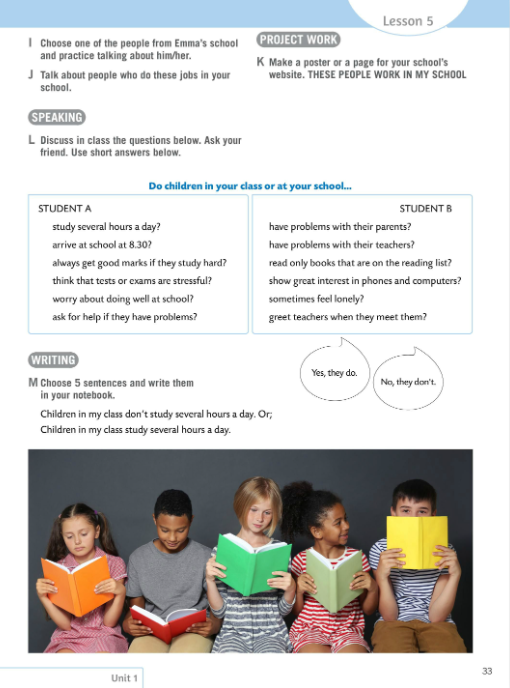 Lesson 5
I Choose one of the people from Emma's school
and practice talking about him/her.
J Talk about people who do these jobs in your
school.
SPEAKING
L Discuss in class the questions below. Ask your
friend. Use short answers below.
PROJECT WORK
K Make a poster or a page for your school's
website. THESE PEOPLE WORK IN MY SCHOOL
Do children in your class or at your school...
STUDENT A
study several hours a day?
arrive at school at 8.30?
always get good marks if they study hard?
think that tests or exams are stressful?
worry about doing well at school?
ask for help if they have problems?
STUDENT B
have problems with their parents?
have problems with their teachers?
read only books that are on the reading list?
show great interest in phones and computers?
sometimes feel lonely?
greet teachers when they meet them?
WRITING
M Choose 5 sentences and write them
in your notebook.
Children in my class don't study several hours a day. Or;
Children in my class study several hours a day.
Yes, they do.
No, they don't.
Unit 1
33